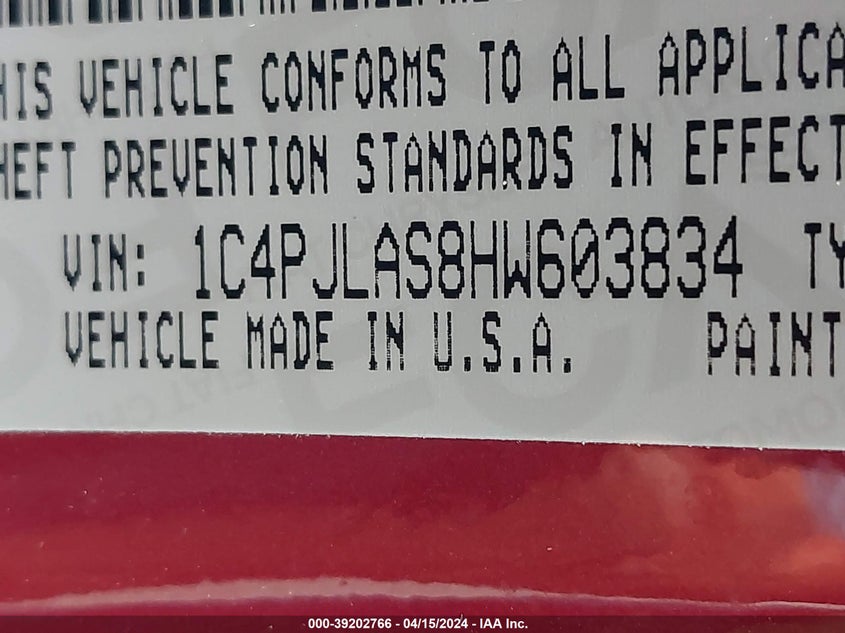 HIS VEHICLE CONFORMS TO ALL APPLICA
HEFT PREVENTION STANDARDS IN EFFECT
VIN: 1C4PJLAS8HW603834 TY
VEHICLE MADE IN U.S.A. PAINT
000-39202766 - 04/15/2024 - IAA Inc.